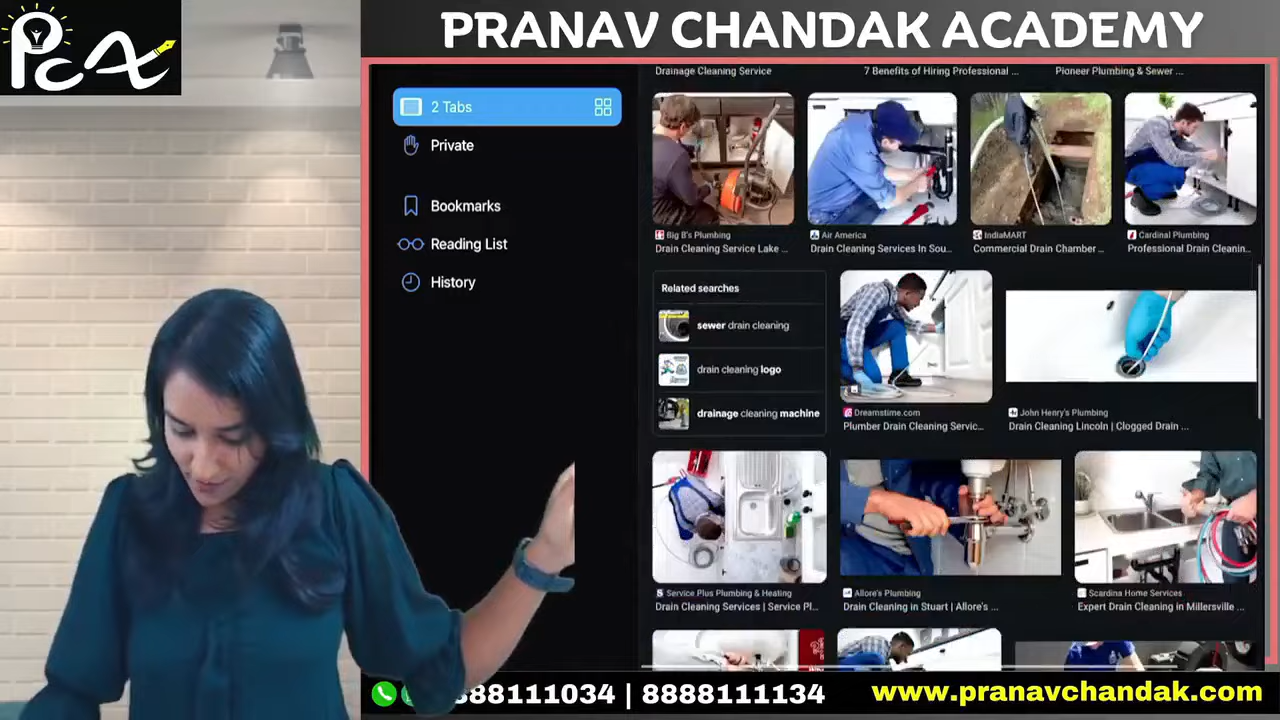 PCA
PRANAV CHANDAK ACADEMY
Drainage Cleaning Service
7 Benefits of Hiring Professional ...
Pioneer Plumbing & Sewer ...
2 Tabs
Private
Bookmarks
Reading List
History
Big B's Plumbing
Drain Cleaning Service Lake ...
Air America
Drain Cleaning Services In Sou...
IndiaMART
Commercial Drain Chamber ...
Cardinal Plumbing
Professional Drain Cleanin...
Related searches
sewer drain cleaning
drain cleaning logo
drainage cleaning machine
Dreamstime.com
Plumber Drain Cleaning Servic...
John Henry's Plumbing
Drain Cleaning Lincoln | Clogged Drain ...
Service Plus Plumbing & Heating
Drain Cleaning Services | Service Pl...
Allore's Plumbing
Drain Cleaning in Stuart | Allore's ...
Scardina Home Services
Expert Drain Cleaning in Millersville ...
888111034 | 8888111134
www.pranavchandak.com